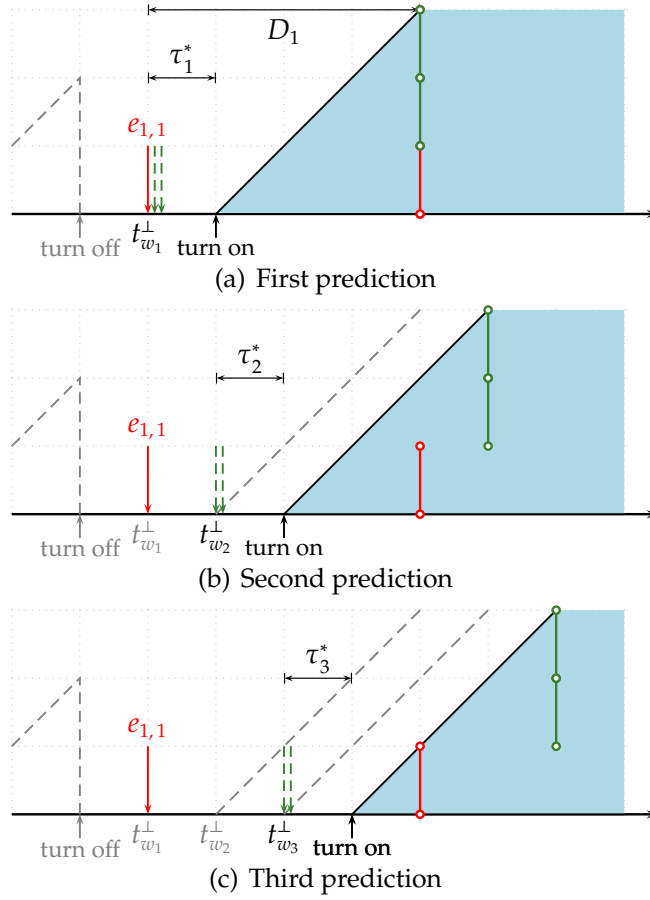 D₁
τ₁*
e₁,₁
turn off t⊥w₁ turn on
(a) First prediction
τ₂*
e₁,₁
turn off t⊥w₁ t⊥w₂ turn on
(b) Second prediction
τ₃*
e₁,₁
turn off t⊥w₁ t⊥w₂ t⊥w₃ turn on
(c) Third prediction